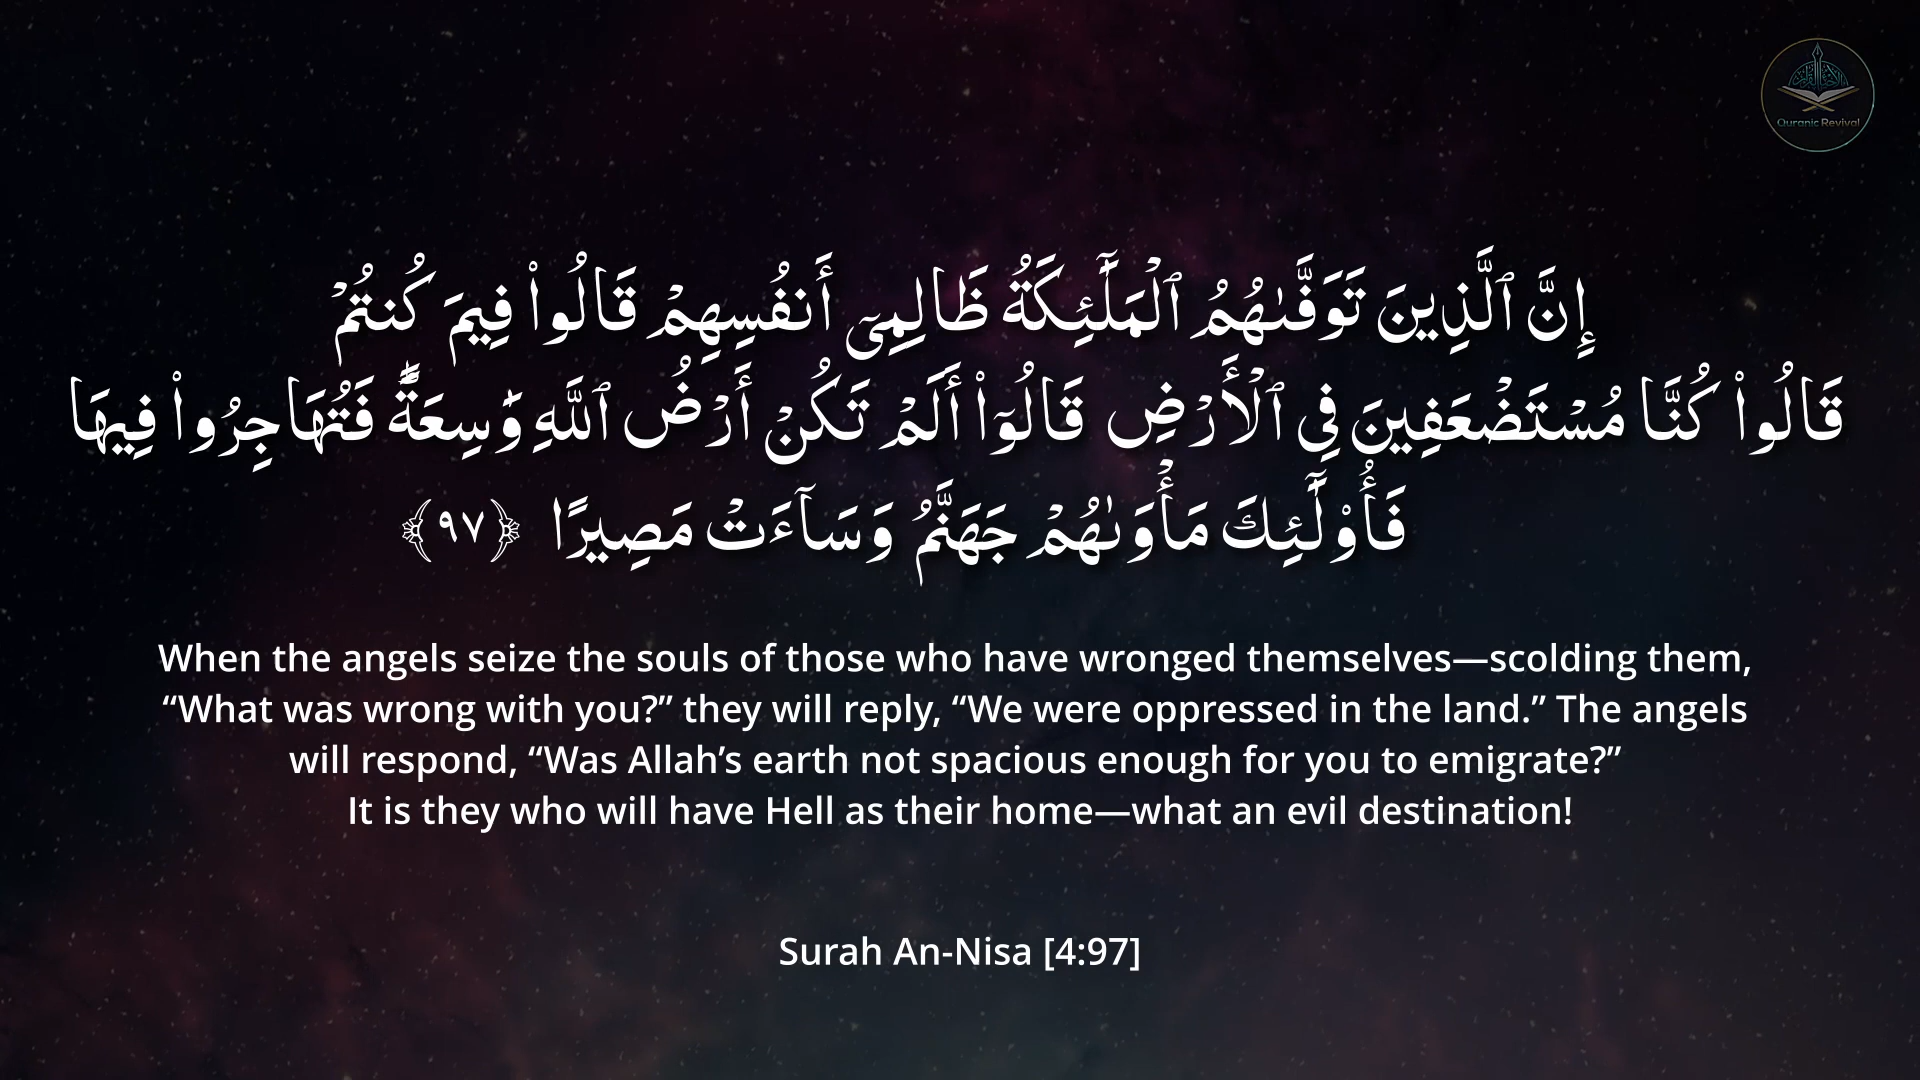 Quranic Revival
إِنَّ ٱلَّذِينَ تَوَفَّىٰهُمُ ٱلْمَلَٰٓئِكَةُ ظَالِمِىٓ أَنفُسِهِمْ قَالُوا۟ فِيمَ كُنتُمْ
قَالُوا۟ كُنَّا مُسْتَضْعَفِينَ فِى ٱلْأَرْضِ قَالُوٓا۟ أَلَمْ تَكُنْ أَرْضُ ٱللَّهِ وَٰسِعَةً فَتُهَاجِرُوا۟ فِيهَا
فَأُو۟لَٰٓئِكَ مَأْوَىٰهُمْ جَهَنَّمُ وَسَآءَتْ مَصِيرًا ﴿٩٧﴾
When the angels seize the souls of those who have wronged themselves—scolding them,
“What was wrong with you?” they will reply, “We were oppressed in the land.” The angels
will respond, “Was Allah’s earth not spacious enough for you to emigrate?”
It is they who will have Hell as their home—what an evil destination!
Surah An-Nisa [4:97]